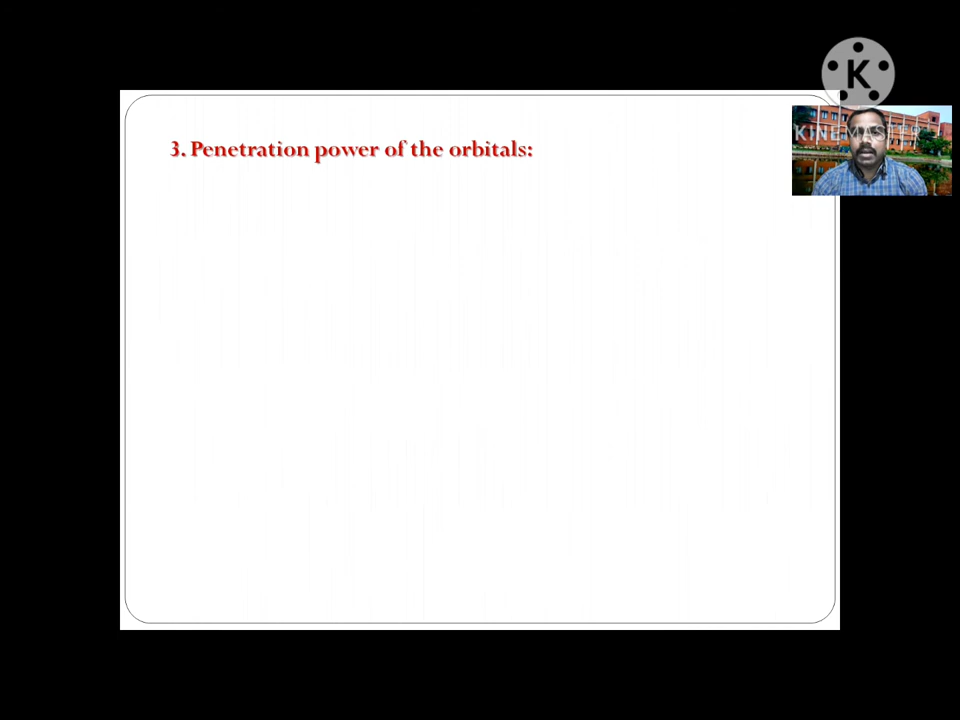 K
KINEMASTER
3. Penetration power of the orbitals: